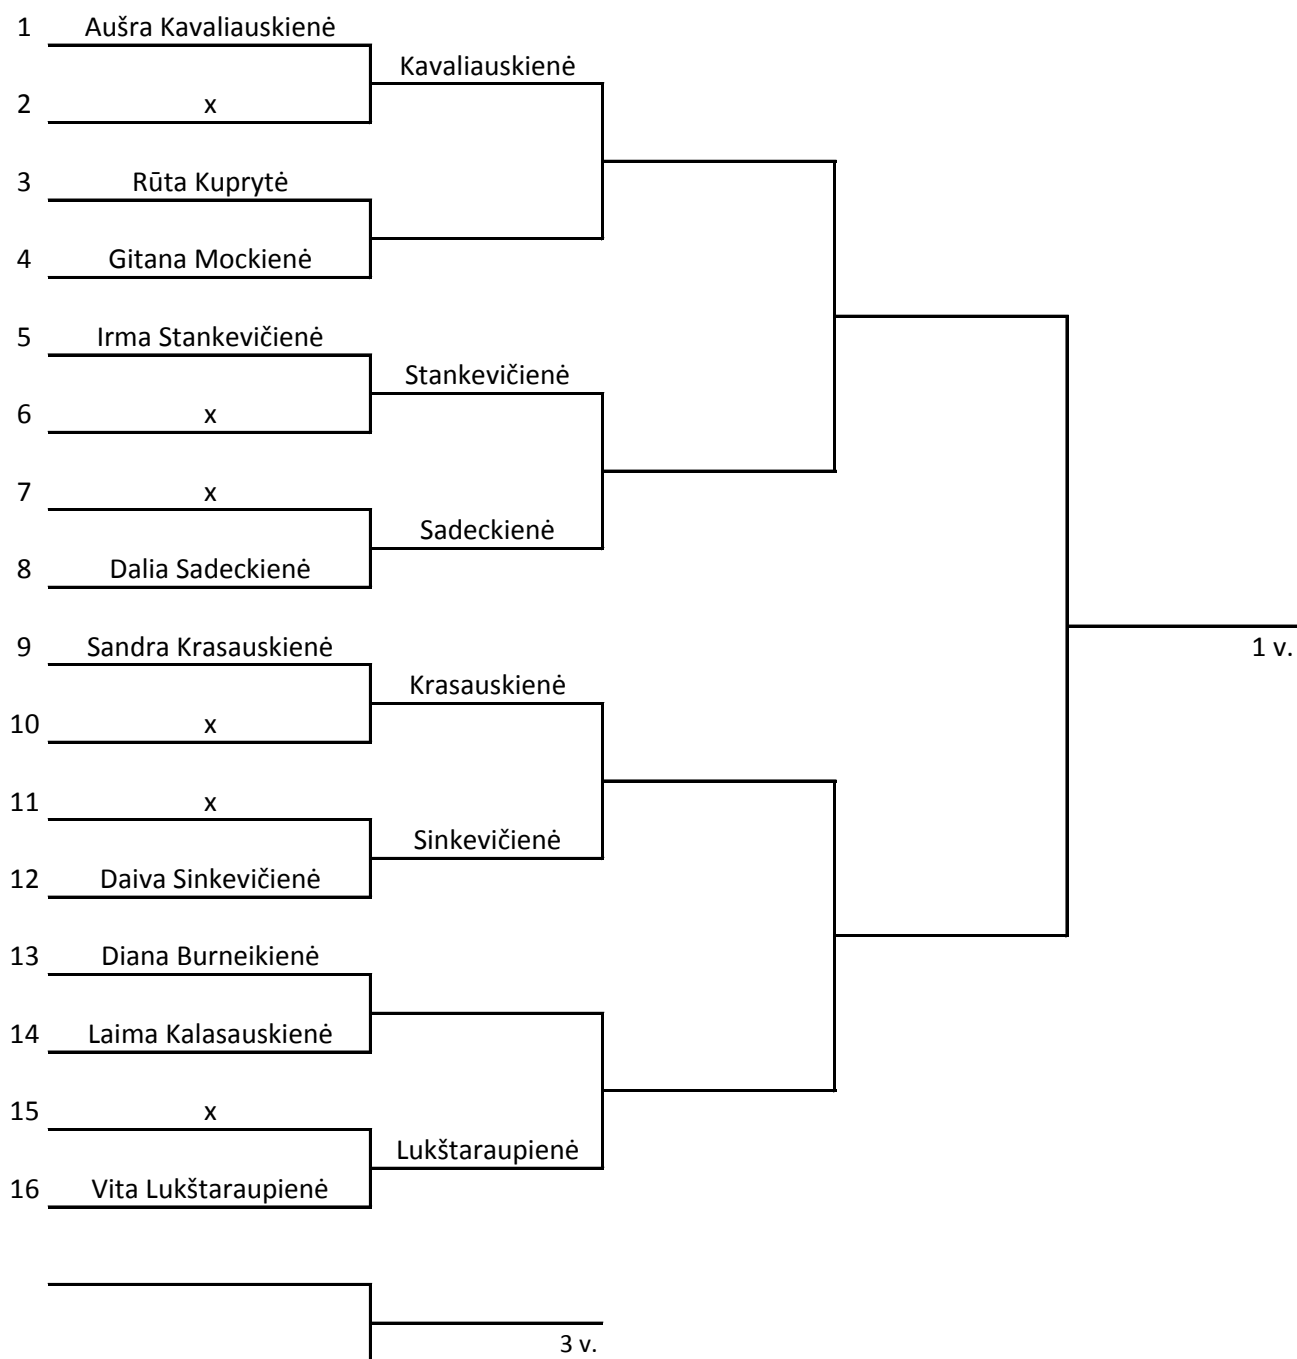 1 Aušra Kavaliauskienė
Kavaliauskienė
2 x
3 Rūta Kuprytė
4 Gitana Mockienė
5 Irma Stankevičienė
Stankevičienė
6 x
7 x
Sadeckienė
8 Dalia Sadeckienė
9 Sandra Krasauskienė
1 v.
Krasauskienė
10 x
11 x
Sinkevičienė
12 Daiva Sinkevičienė
13 Diana Burneikienė
14 Laima Kalasauskienė
15 x
Lukštaraupienė
16 Vita Lukštaraupienė
3 v.